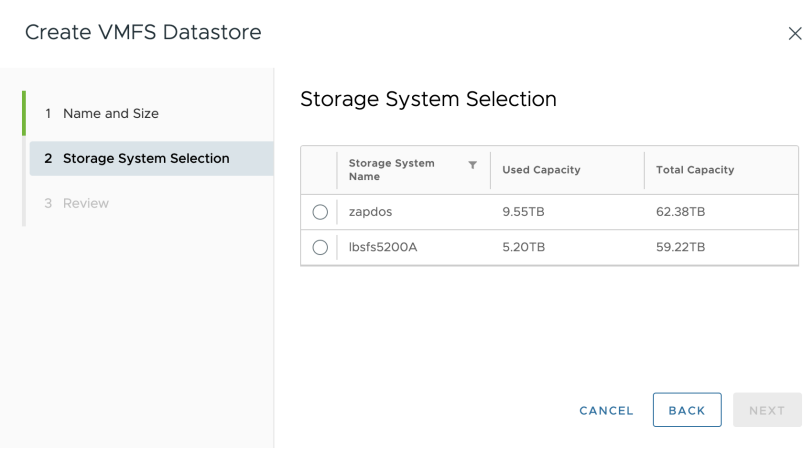 Create VMFS Datastore
1 Name and Size
2 Storage System Selection
3 Review
Storage System Selection
Storage System
Name
Used Capacity
Total Capacity
zapdos 9.55TB 62.38TB
lbsfs5200A 5.20TB 59.22TB
CANCEL BACK NEXT